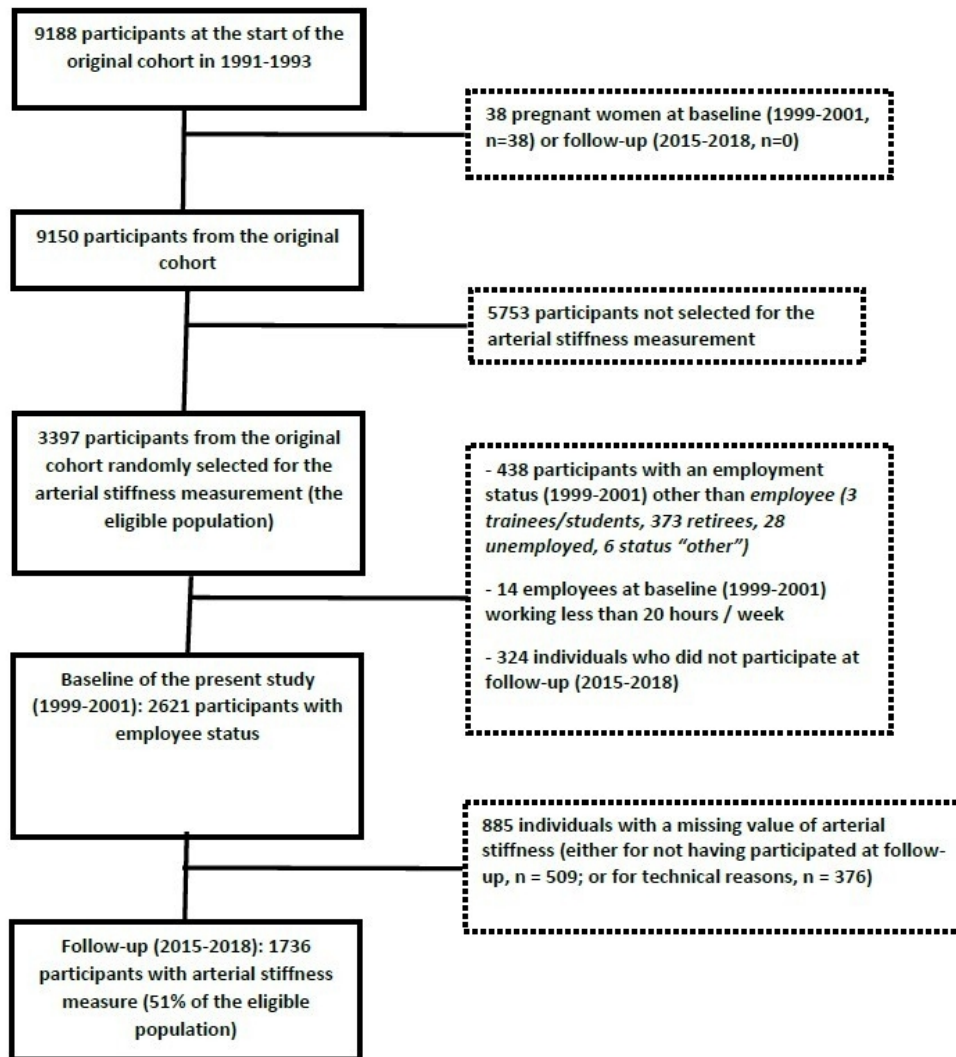 9188 participants at the start of the
original cohort in 1991-1993
38 pregnant women at baseline (1999-2001,
n=38) or follow-up (2015-2018, n=0)
9150 participants from the original
cohort
5753 participants not selected for the
arterial stiffness measurement
3397 participants from the original
cohort randomly selected for the
arterial stiffness measurement (the
eligible population)
- 438 participants with an employment
status (1999-2001) other than employee (3
trainees/students, 373 retirees, 28
unemployed, 6 status “other”)
- 14 employees at baseline (1999-2001)
working less than 20 hours / week
- 324 individuals who did not participate at
follow-up (2015-2018)
Baseline of the present study
(1999-2001): 2621 participants with
employee status
885 individuals with a missing value of arterial
stiffness (either for not having participated at follow-
up, n = 509; or for technical reasons, n = 376)
Follow-up (2015-2018): 1736
participants with arterial stiffness
measure (51% of the eligible
population)